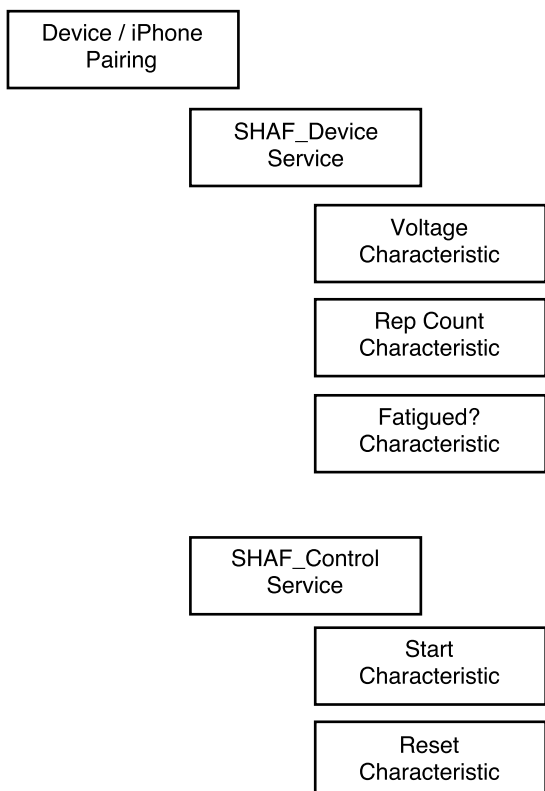 Device / iPhone
Pairing
SHAF_Device
Service
Voltage
Characteristic
Rep Count
Characteristic
Fatigued?
Characteristic
SHAF_Control
Service
Start
Characteristic
Reset
Characteristic